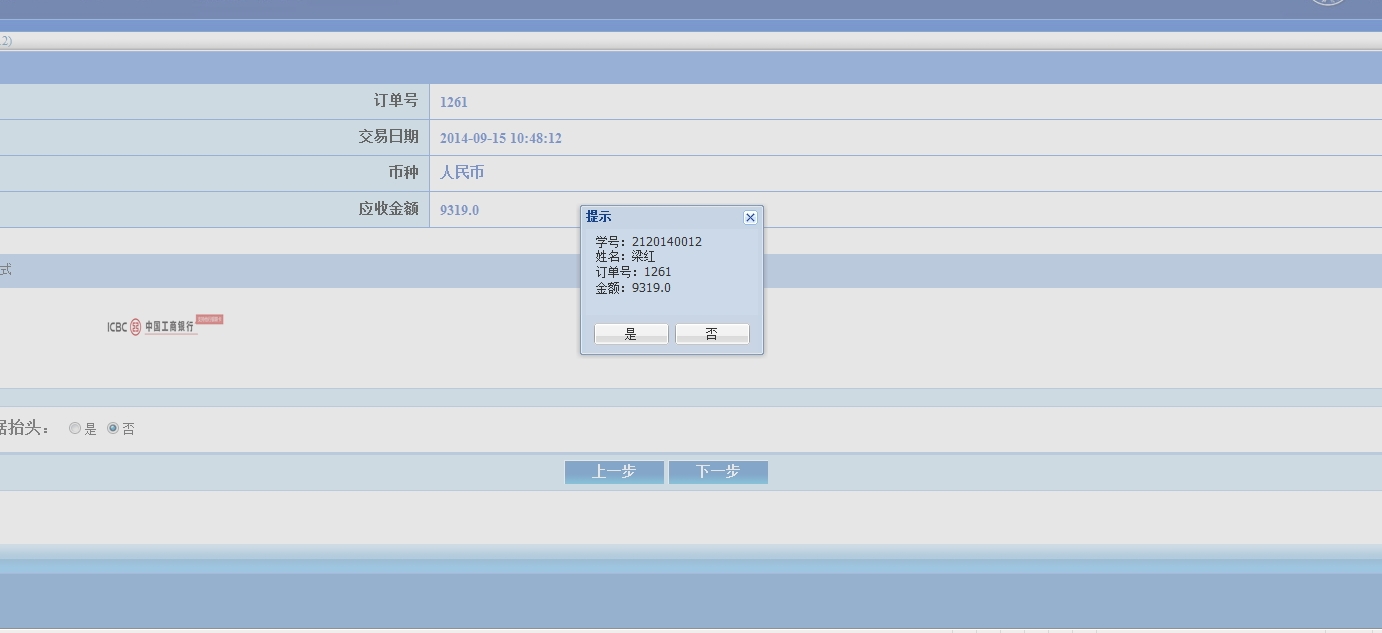 2)
订单号 1261
交易日期 2014-09-15 10:48:12
币种 人民币
应收金额 9319.0
提示
学号：2120140012
姓名：梁红
订单号：1261
金额：9319.0
是 否
式
ICBC 中国工商银行
据抬头： 是 否
上一步 下一步